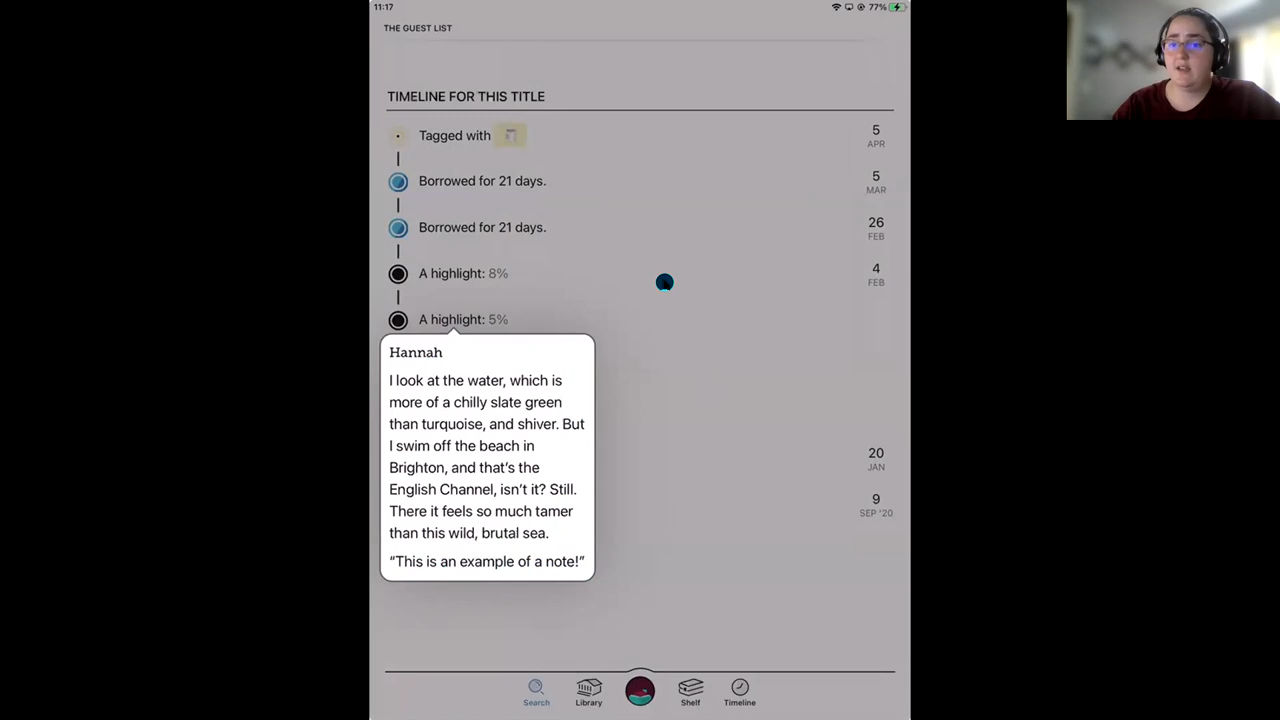 11:17
77%
THE GUEST LIST
TIMELINE FOR THIS TITLE
Tagged with
5
APR
Borrowed for 21 days.
5
MAR
Borrowed for 21 days.
26
FEB
A highlight: 8%
4
FEB
A highlight: 5%
Hannah
I look at the water, which is
more of a chilly slate green
than turquoise, and shiver. But
I swim off the beach in
Brighton, and that’s the
English Channel, isn’t it? Still.
There it feels so much tamer
than this wild, brutal sea.
“This is an example of a note!”
20
JAN
9
SEP '20
Search
Library
Shelf
Timeline